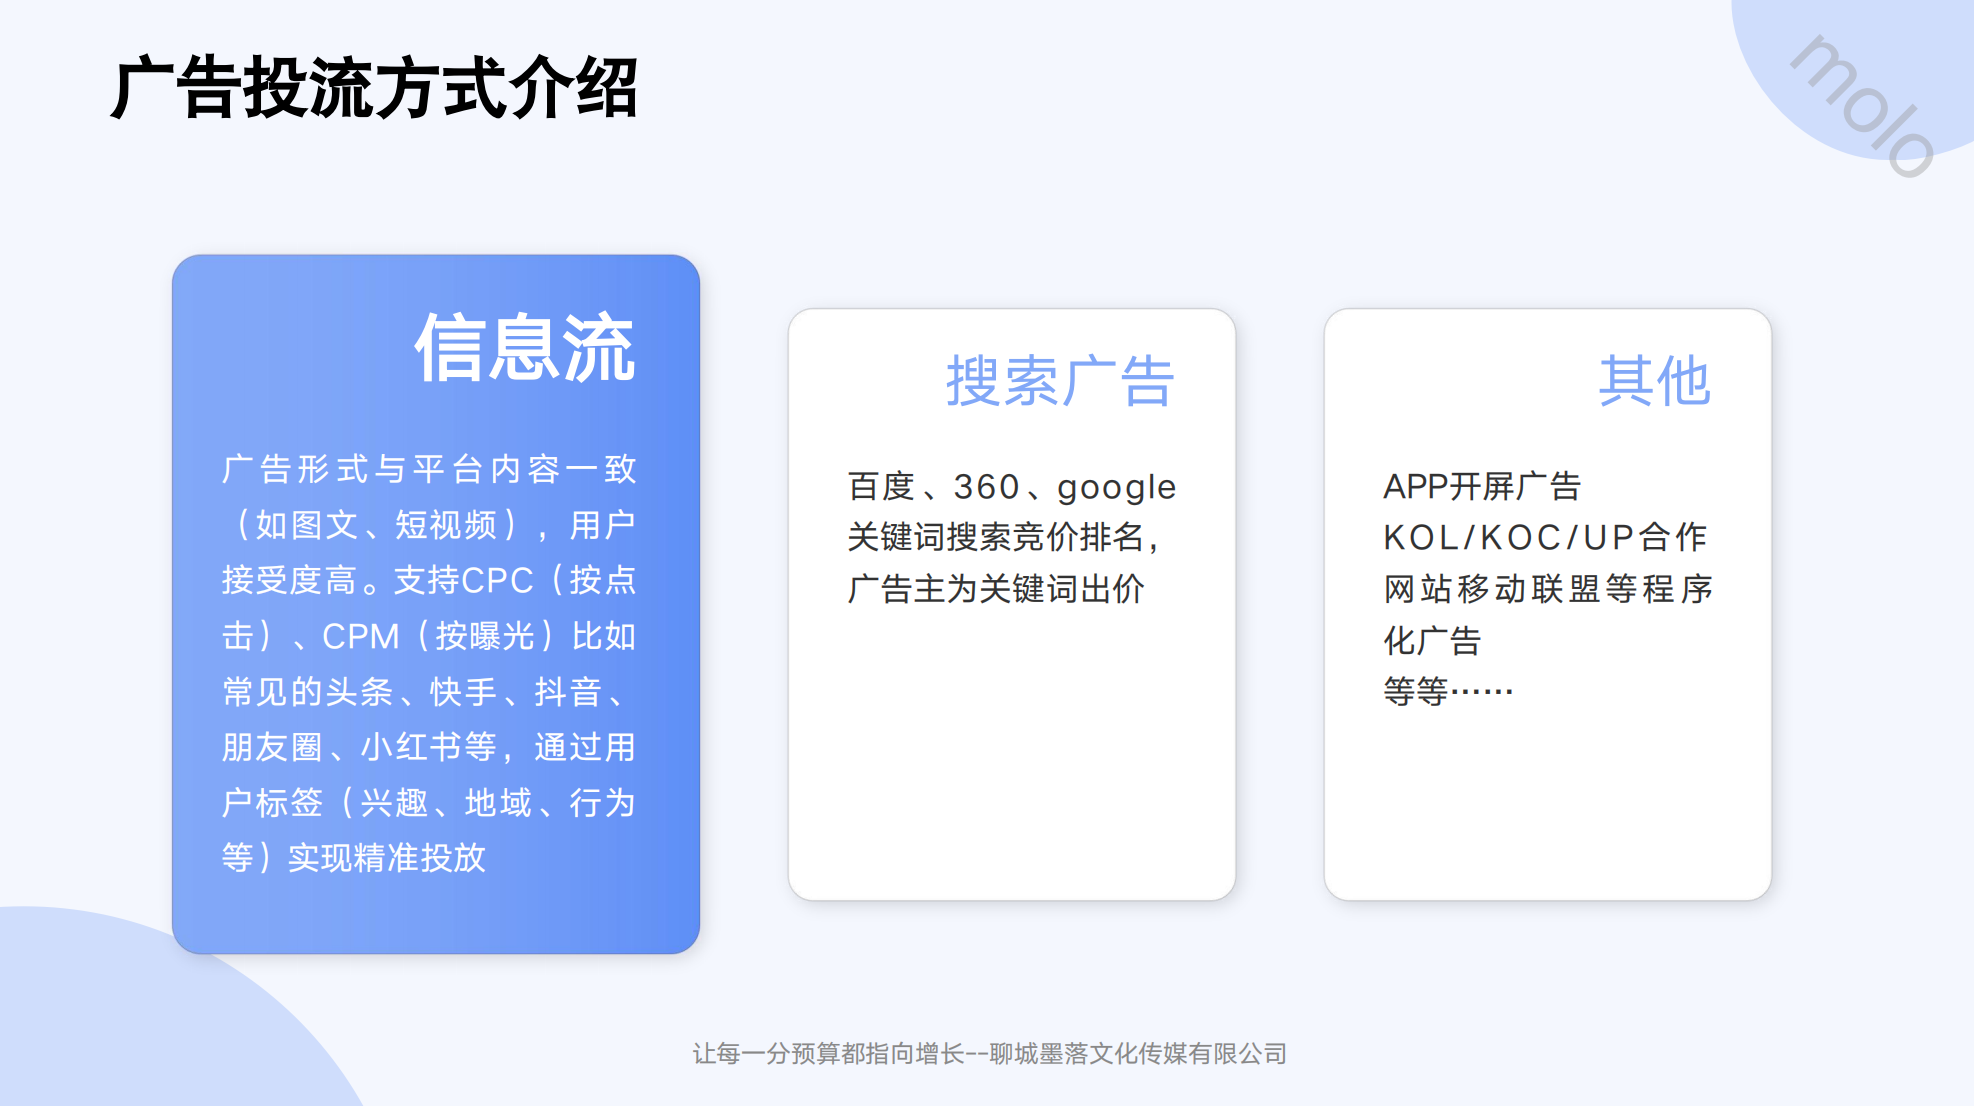 广告投流方式介绍
molo
信息流
广告形式与平台内容一致
（如图文、短视频），用户
接受度高。支持CPC（按点
击）、CPM（按曝光）比如
常见的头条、快手、抖音、
朋友圈、小红书等，通过用
户标签（兴趣、地域、行为
等）实现精准投放
搜索广告
百度、360、google
关键词搜索竞价排名，
广告主为关键词出价
其他
APP开屏广告
KOL/KOC/UP合作
网站移动联盟等程序
化广告
等等……
让每一分预算都指向增长--聊城墨落文化传媒有限公司